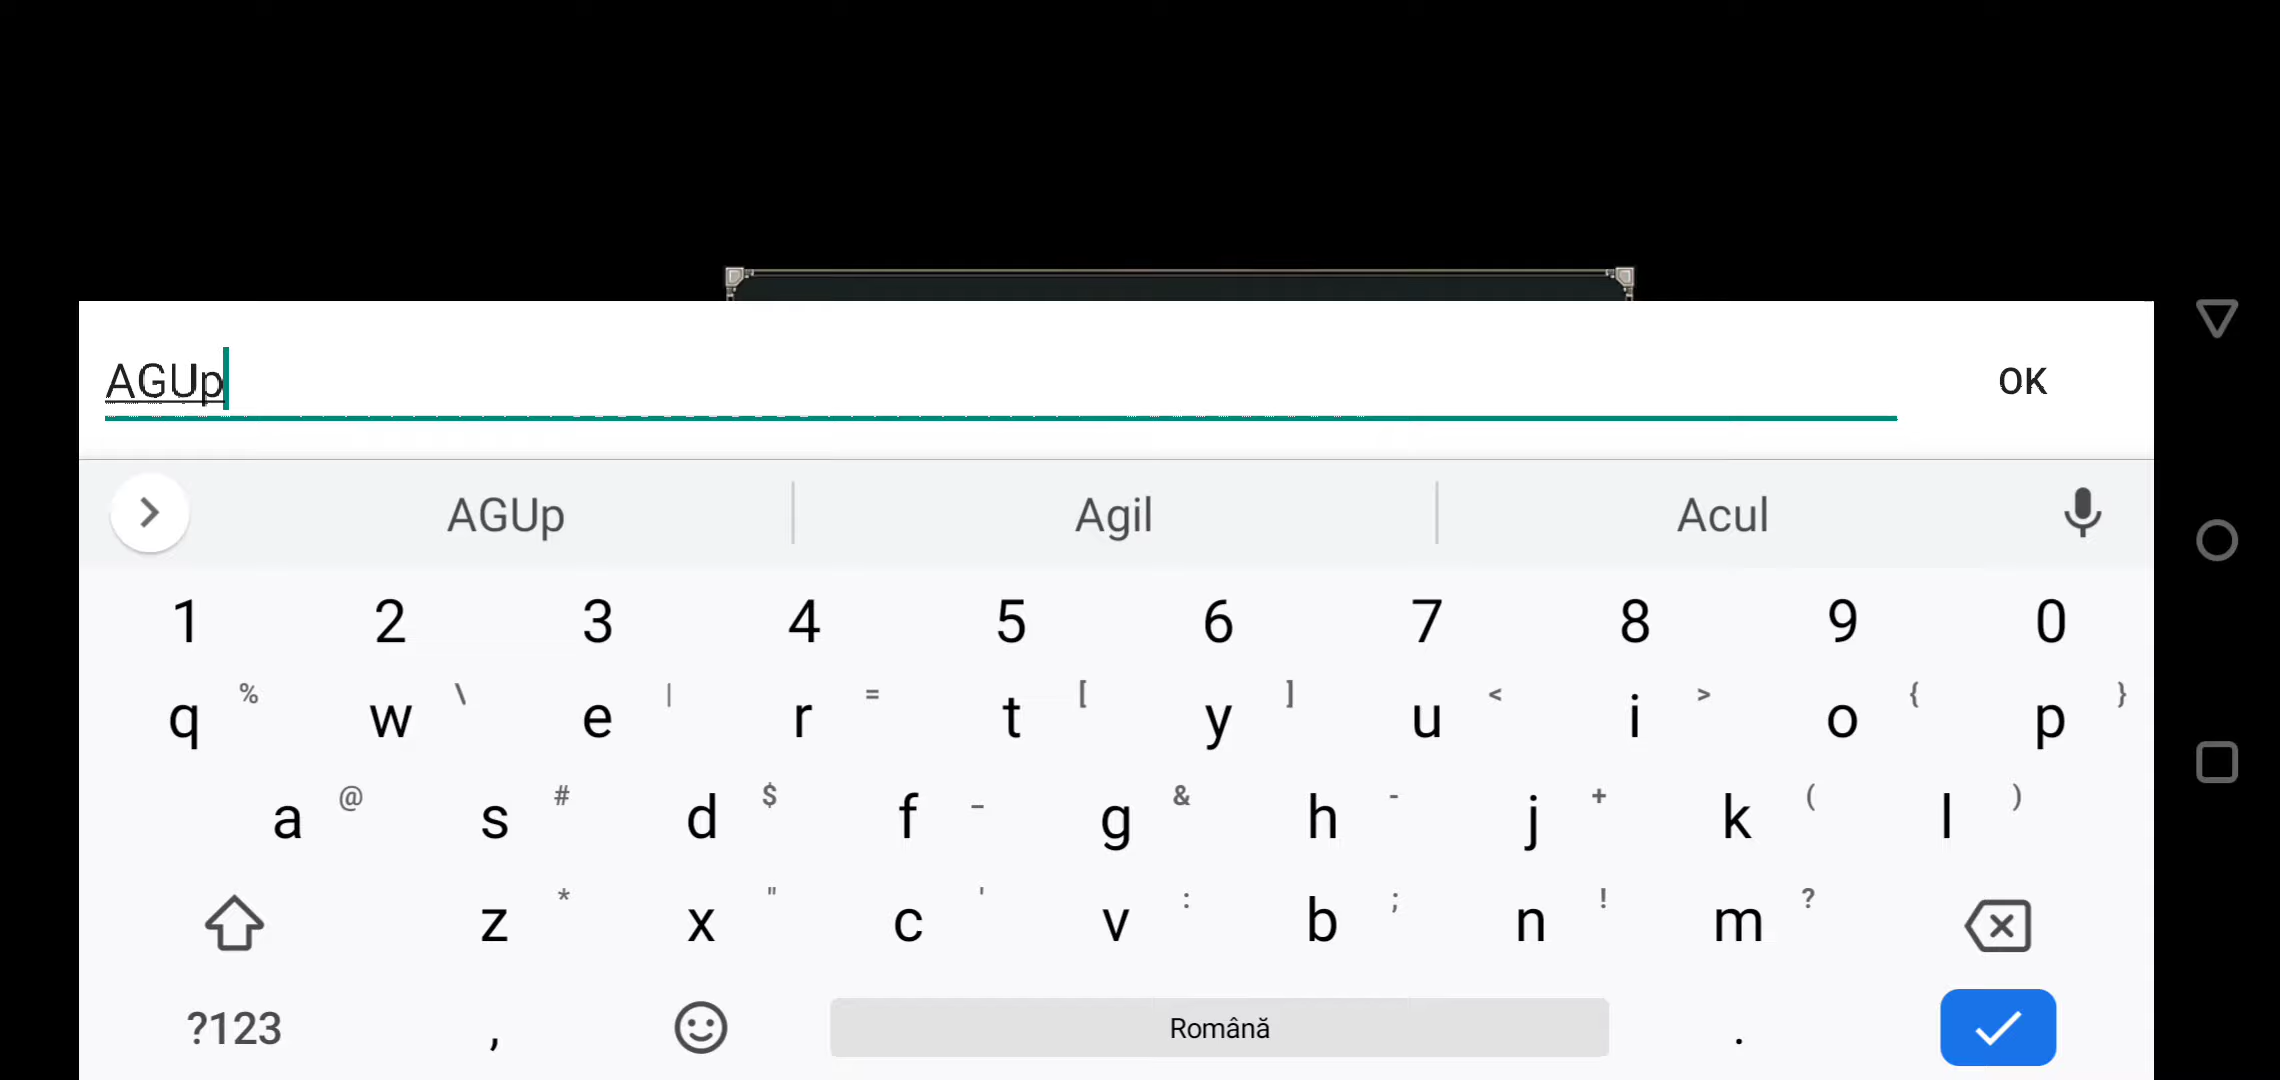 AGUp
OK
AGUp Agil Acul
1 2 3 4 5 6 7 8 9 0
q % w \ e | r = t [ y ] u < i > o { p }
a @ s # d $ f _ g & h - j + k ( l )
z * x " c ' v : b ; n ! m ?
?123 , Română .